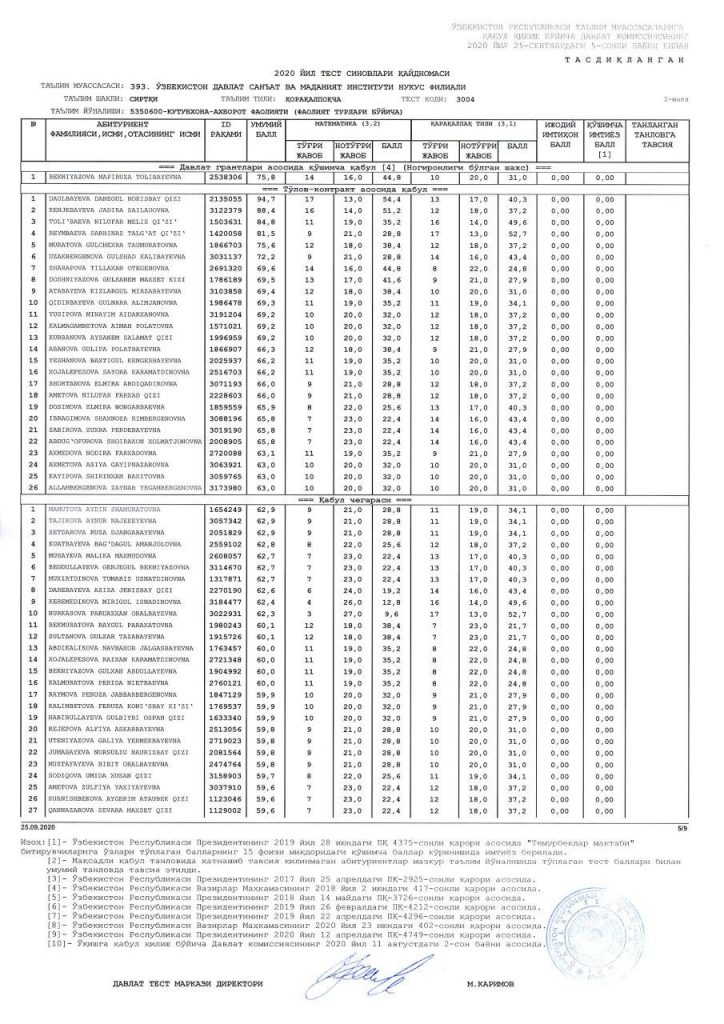 ЎЗБЕКИСТОН РЕСПУБЛИКАСИ ТАЪЛИМ МУАССАСАЛАРИГА
ҚАБУЛ ҚИЛИШ БЎЙИЧА ДАВЛАТ КОМИССИЯСИНИНГ
2020 ЙИЛ 25-СЕНТЯБРДАГИ 5-СОНЛИ БАЁНИ БИЛАН
ТАСДИҚЛАНГАН
2020 ЙИЛ ТЕСТ СИНОВЛАРИ ҚАЙДНОМАСИ
ТАЪЛИМ МУАССАСАСИ: 393. ЎЗБЕКИСТОН ДАВЛАТ САНЪАТ ВА МАДАНИЯТ ИНСТИТУТИ НУКУС ФИЛИАЛИ
ТАЪЛИМ ШАКЛИ: СИРТҚИ ТАЪЛИМ ТИЛИ: ҚОРАҚАЛПОҚЧА ТЕСТ КОДИ: 3004 2-шакл
ТАЪЛИМ ЙЎНАЛИШИ: 5350600-КУТУБХОНА-АХБОРОТ ФАОЛИЯТИ (ФАОЛИЯТ ТУРЛАРИ БЎЙИЧА)
№ АБИТУРИЕНТ ФАМИЛИЯСИ,ИСМИ,ОТАСИНИНГ ИСМИ ID РАҚАМИ УМУМИЙ БАЛЛ МАТЕМАТИКА (3,2) ҚАРАҚАЛПАҚ ТИЛИ (3,1) ИЖОДИЙ ИМТИҲОН БАЛЛ ҚЎШИМЧА ИМТИЁЗ БАЛЛ [1] ТАНЛАНГАН ТАНЛОВГА ТАВСИЯ
ТЎҒРИ ЖАВОБ НОТЎҒРИ ЖАВОБ БАЛЛ ТЎҒРИ ЖАВОБ НОТЎҒРИ ЖАВОБ БАЛЛ
=== Давлат грантлари асосида қўшимча қабул [4] (Ногиронлиги бўлган шахс) ===
1 BEKNIYAZOVA MAPIRUZA TOLIBAYEVNA 2538306 75,8 14 16,0 44,8 10 20,0 31,0 0,00 0,00
=== Тўлов-контракт асосида қабул ===
1 DAULBAYEVA DANEGUL NOKISBAY QIZI 2135055 94,7 17 13,0 54,4 13 17,0 40,3 0,00 0,00
2 KENJEBAYEVA JADIRA SAILAUOVNA 3122379 88,4 16 14,0 51,2 12 18,0 37,2 0,00 0,00
3 TOLI'BAEVA NILUFAR MELIS QI'ZI' 1503631 84,8 11 19,0 35,2 16 14,0 49,6 0,00 0,00
4 REYMBAEVA SARBINAZ TALG'AT QI'ZI' 1420058 81,5 9 21,0 28,8 17 13,0 52,7 0,00 0,00
5 MURATOVA GULCHEXRA TAUMURATOVNA 1866703 75,6 12 18,0 38,4 12 18,0 37,2 0,00 0,00
6 UZAKBERGENOVA GULSHAD KALIBAYEVNA 3031137 72,2 9 21,0 28,8 14 16,0 43,4 0,00 0,00
7 SHARAPOVA TILLAXAN OTEGENOVNA 2691320 69,6 14 16,0 44,8 8 22,0 24,8 0,00 0,00
8 DOSHNIYAZOVA GULSANEM MAKSET KIZI 1786189 69,5 13 17,0 41,6 9 21,0 27,9 0,00 0,00
9 ATABAYEVA KIZLARGUL MIRZABAYEVNA 3103858 69,4 12 18,0 38,4 10 20,0 31,0 0,00 0,00
10 QIDIRBAYEVA GULNARA ALIMJANOVNA 1986478 69,3 11 19,0 35,2 11 19,0 34,1 0,00 0,00
11 YUSIPOVA MINAYIM AIDARXANOVNA 3191204 69,2 10 20,0 32,0 12 18,0 37,2 0,00 0,00
12 KALMAGAMBETOVA AIMAN POLATOVNA 1571021 69,2 10 20,0 32,0 12 18,0 37,2 0,00 0,00
13 KURBANOVA AYSANEM SALAMAT QIZI 1996959 69,2 10 20,0 32,0 12 18,0 37,2 0,00 0,00
14 ABANOVA GULIPA POLATBAYEVNA 1866907 66,3 12 18,0 38,4 9 21,0 27,9 0,00 0,00
15 YESHANOVA BAXTIGUL KENGESBAYEVNA 2025937 66,2 11 19,0 35,2 10 20,0 31,0 0,00 0,00
16 XOJALEPESOVA SAYORA KARAMATDINOVNA 2516703 66,2 11 19,0 35,2 10 20,0 31,0 0,00 0,00
17 SHORTANOVA ELMIRA ABDIQADIROVNA 3071193 66,0 9 21,0 28,8 12 18,0 37,2 0,00 0,00
18 AMETOVA NILUFAR FARXAD QIZI 2228603 66,0 9 21,0 28,8 12 18,0 37,2 0,00 0,00
19 DOSIMOVA ELMIRA WONGARBAEVNA 1859559 65,9 8 22,0 25,6 13 17,0 40,3 0,00 0,00
20 IBRAGIMOVA SHAXNOZA RIMBERGENOVNA 3088196 65,8 7 23,0 22,4 14 16,0 43,4 0,00 0,00
21 SABIROVA ZUXRA PERDEBAYEVNA 3019190 65,8 7 23,0 22,4 14 16,0 43,4 0,00 0,00
22 ABDUG'OFUROVA SHOIRAXON XOLMATJONOVNA 2008905 65,8 7 23,0 22,4 14 16,0 43,4 0,00 0,00
23 AXMEDOVA NODIRA FARXADOVNA 2720088 63,1 11 19,0 35,2 9 21,0 27,9 0,00 0,00
24 AXMETOVA ASIYA GAYIPNAZAROVNA 3063921 63,0 10 20,0 32,0 10 20,0 31,0 0,00 0,00
25 KAYIPOVA SHIRINXAN BAXITOVNA 3059765 63,0 10 20,0 32,0 10 20,0 31,0 0,00 0,00
26 ALLAMBERGENOVA ZAYNAB YEGAMBERGENOVNA 3173980 63,0 10 20,0 32,0 10 20,0 31,0 0,00 0,00
=== Қабул чегараси ===
1 MAMUTOVA AYDIN SHAMURATOVNA 1654249 62,9 9 21,0 28,8 11 19,0 34,1 0,00 0,00
2 TAJIKOVA AYNUR NAJEKEYEVNA 3057342 62,9 9 21,0 28,8 11 19,0 34,1 0,00 0,00
3 SETDAROVA RUZA DJANGABAYEVNA 2051829 62,9 9 21,0 28,8 11 19,0 34,1 0,00 0,00
4 KUATBAYEVA BAG'DAGUL AMANJOLOVNA 2559102 62,8 8 22,0 25,6 12 18,0 37,2 0,00 0,00
5 MUSAYEVA MALIKA MAXMUDOVNA 2608057 62,7 7 23,0 22,4 13 17,0 40,3 0,00 0,00
6 BEGDULLAYEVA GENJEGUL BEKNIYAZOVNA 3114670 62,7 7 23,0 22,4 13 17,0 40,3 0,00 0,00
7 MUXIATDINOVA TUMARIS USNATDINOVNA 1317871 62,7 7 23,0 22,4 13 17,0 40,3 0,00 0,00
8 DAREBAYEVA AZIZA JENISBAY QIZI 2270190 62,6 6 24,0 19,2 14 16,0 43,4 0,00 0,00
9 KEREMEDINOVA MIRIGUL ISMADINOVNA 3184477 62,4 4 26,0 12,8 16 14,0 49,6 0,00 0,00
10 NURKASOVA PARUAZXAN ORALBAYEVNA 3022931 62,3 3 27,0 9,6 17 13,0 52,7 0,00 0,00
11 BEKMURATOVA RAYGUL PARAXATOVNA 1980243 60,1 12 18,0 38,4 7 23,0 21,7 0,00 0,00
12 SULTANOVA GULZAR TAZABAYEVNA 1915726 60,1 12 18,0 38,4 7 23,0 21,7 0,00 0,00
13 ABDIKALIKOVA NAVBAXOR JALGASBAYEVNA 1763457 60,0 11 19,0 35,2 8 22,0 24,8 0,00 0,00
14 XOJALEPESOVA RAIXAN KARAMATDINOVNA 2721348 60,0 11 19,0 35,2 8 22,0 24,8 0,00 0,00
15 BEKNIYAZOVA GULXAN ABDULLAYEVNA 1904992 60,0 11 19,0 35,2 8 22,0 24,8 0,00 0,00
16 KALMURATOVA PERIDA NIETBAYEVNA 2760121 60,0 11 19,0 35,2 8 22,0 24,8 0,00 0,00
17 RAYMOVA PERUZA JABBARBERGENOVNA 1847129 59,9 10 20,0 32,0 9 21,0 27,9 0,00 0,00
18 KALIMBETOVA FERUZA KONI'SBAY KI'ZI' 1769537 59,9 10 20,0 32,0 9 21,0 27,9 0,00 0,00
19 HABIBULLAYEVA GULBIYBI OSPAN QIZI 1633340 59,9 10 20,0 32,0 9 21,0 27,9 0,00 0,00
20 REJEPOVA ALFIYA ASKARBAYEVNA 2513056 59,8 9 21,0 28,8 10 20,0 31,0 0,00 0,00
21 UTENIYAZOVA GALIYA YERMEKBAYEVNA 2719023 59,8 9 21,0 28,8 10 20,0 31,0 0,00 0,00
22 JUMABAYEVA NURSULIU NAURIZBAY QIZI 2081564 59,8 9 21,0 28,8 10 20,0 31,0 0,00 0,00
23 MUSTAFAYEVA BIBIT ORALBAYEVNA 2474764 59,8 9 21,0 28,8 10 20,0 31,0 0,00 0,00
24 SODIQOVA UMIDA XUSAN QIZI 3158903 59,7 8 22,0 25,6 11 19,0 34,1 0,00 0,00
25 AMETOVA ZULFIYA YAXIYAYEVNA 3037910 59,6 7 23,0 22,4 12 18,0 37,2 0,00 0,00
26 KUANISHBEKOVA AYGERIM ATAUBEK QIZI 1123046 59,6 7 23,0 22,4 12 18,0 37,2 0,00 0,00
27 QANNAZAROVA SEVARA MAXSET QIZI 1129002 59,6 7 23,0 22,4 12 18,0 37,2 0,00 0,00
25.09.2020 5/9
Изоҳ:[1]- Ўзбекистон Республикаси Президентининг 2019 йил 28 июндаги ПҚ 4375-сонли қарори асосида "Темурбеклар мактаби"
битирувчиларига ўзлари тўплаган балларнинг 15 фоизи миқдоридаги қўшимча баллар кўринишида имтиёз берилади.
[2]- Мақсадли қабул танловида қатнашиб тавсия қилинмаган абитуриентлар мазкур таълим йўналишида тўплаган тест баллари билан
умумий танловда тавсия этилди.
[3]- Ўзбекистон Республикаси Президентининг 2017 йил 25 апрелдаги ПҚ-2925-сонли қарори асосида.
[4]- Ўзбекистон Республикаси Вазирлар Маҳкамасининг 2018 йил 2 июндаги 417-сонли қарори асосида.
[5]- Ўзбекистон Республикаси Президентининг 2018 йил 14 майдаги ПҚ-3726-сонли қарори асосида.
[6]- Ўзбекистон Республикаси Президентининг 2019 йил 26 февралдаги ПҚ-4212-сонли қарори асосида.
[7]- Ўзбекистон Республикаси Президентининг 2019 йил 22 апрелдаги ПҚ-4296-сонли қарори асосида.
[8]- Ўзбекистон Республикаси Вазирлар Маҳкамасининг 2020 йил 23 июндаги 402-сонли қарори асосида.
[9]- Ўзбекистон Республикаси Президентининг 2020 йил 12 апрелдаги ПҚ-4749-сонли қарори асосида.
[10]- Ўқишга қабул қилиш бўйича Давлат комиссиясининг 2020 йил 11 августдаги 2-сон баёни асосида.
ДАВЛАТ ТЕСТ МАРКАЗИ ДИРЕКТОРИ М.КАРИМОВ